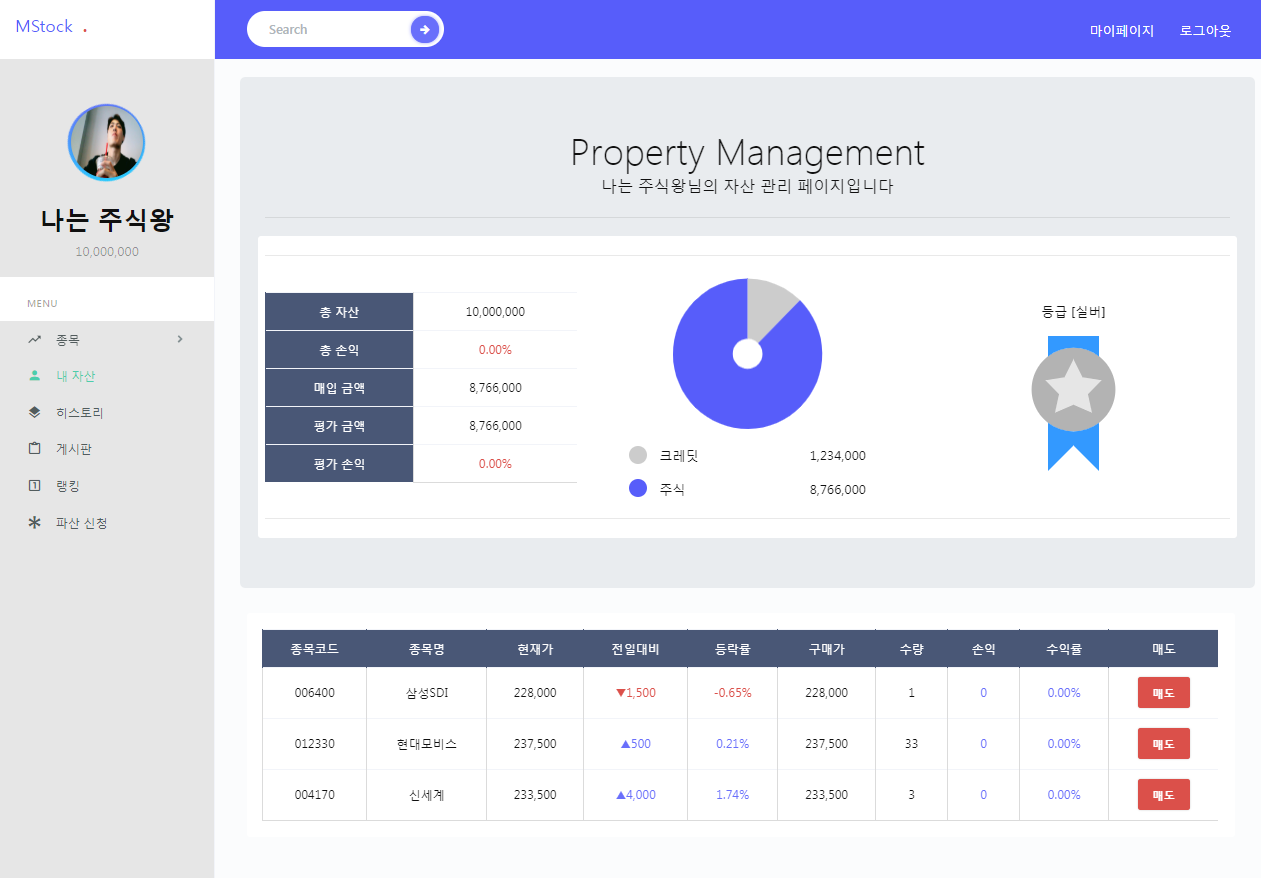 MStock .
Search
마이페이지 로그아웃
나는 주식왕
10,000,000
MENU
종목
내 자산
히스토리
게시판
랭킹
파산 신청
Property Management
나는 주식왕님의 자산 관리 페이지입니다
총 자산 10,000,000
총 손익 0.00%
매입 금액 8,766,000
평가 금액 8,766,000
평가 손익 0.00%
크레딧 1,234,000
주식 8,766,000
등급 [실버]
종목코드 종목명 현재가 전일대비 등락률 구매가 수량 손익 수익률 매도
006400 삼성SDI 228,000 ▼1,500 -0.65% 228,000 1 0 0.00% 매도
012330 현대모비스 237,500 ▲500 0.21% 237,500 33 0 0.00% 매도
004170 신세계 233,500 ▲4,000 1.74% 233,500 3 0 0.00% 매도